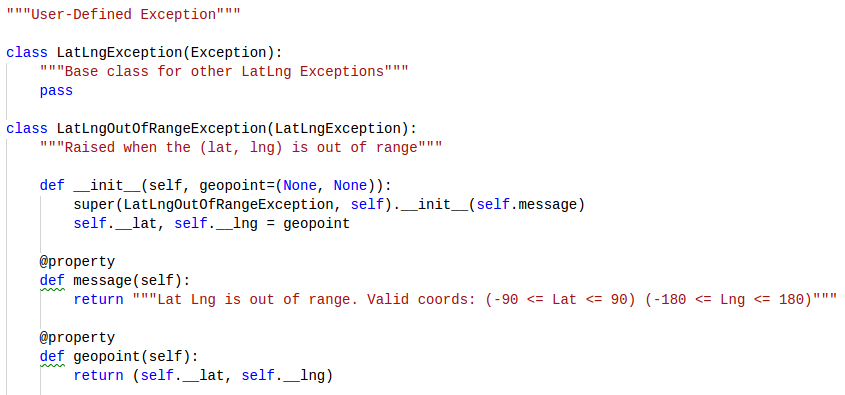 """User-Defined Exception"""
class LatLngException(Exception):
"""Base class for other LatLng Exceptions"""
pass
class LatLngOutOfRangeException(LatLngException):
"""Raised when the (lat, lng) is out of range"""
def __init__(self, geopoint=(None, None)):
super(LatLngOutOfRangeException, self).__init__(self.message)
self.__lat, self.__lng = geopoint
@property
def message(self):
return """Lat Lng is out of range. Valid coords: (-90 <= Lat <= 90) (-180 <= Lng <= 180)"""
@property
def geopoint(self):
return (self.__lat, self.__lng)